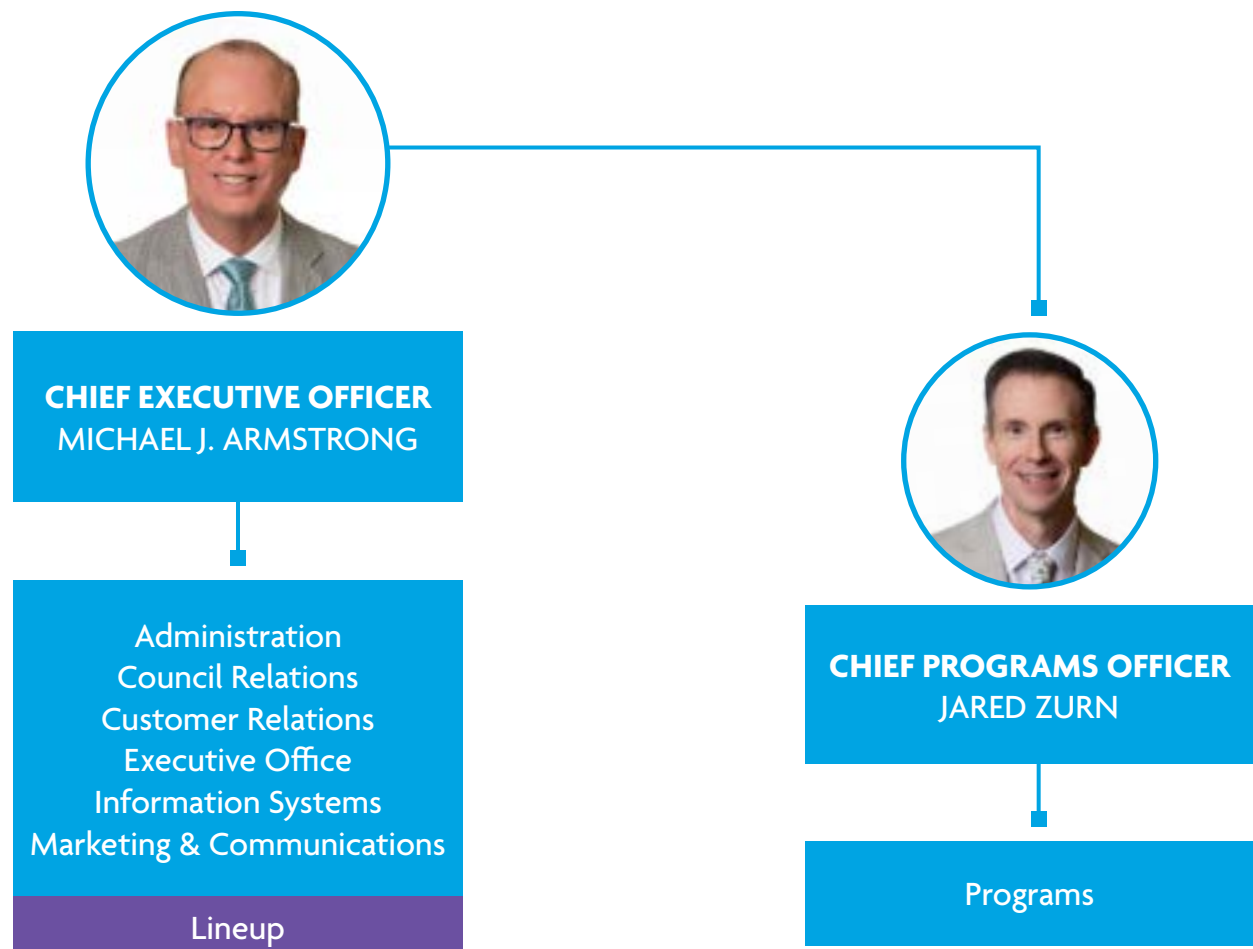 CHIEF EXECUTIVE OFFICER
MICHAEL J. ARMSTRONG
Administration
Council Relations
Customer Relations
Executive Office
Information Systems
Marketing & Communications
Lineup
CHIEF PROGRAMS OFFICER
JARED ZURN
Programs